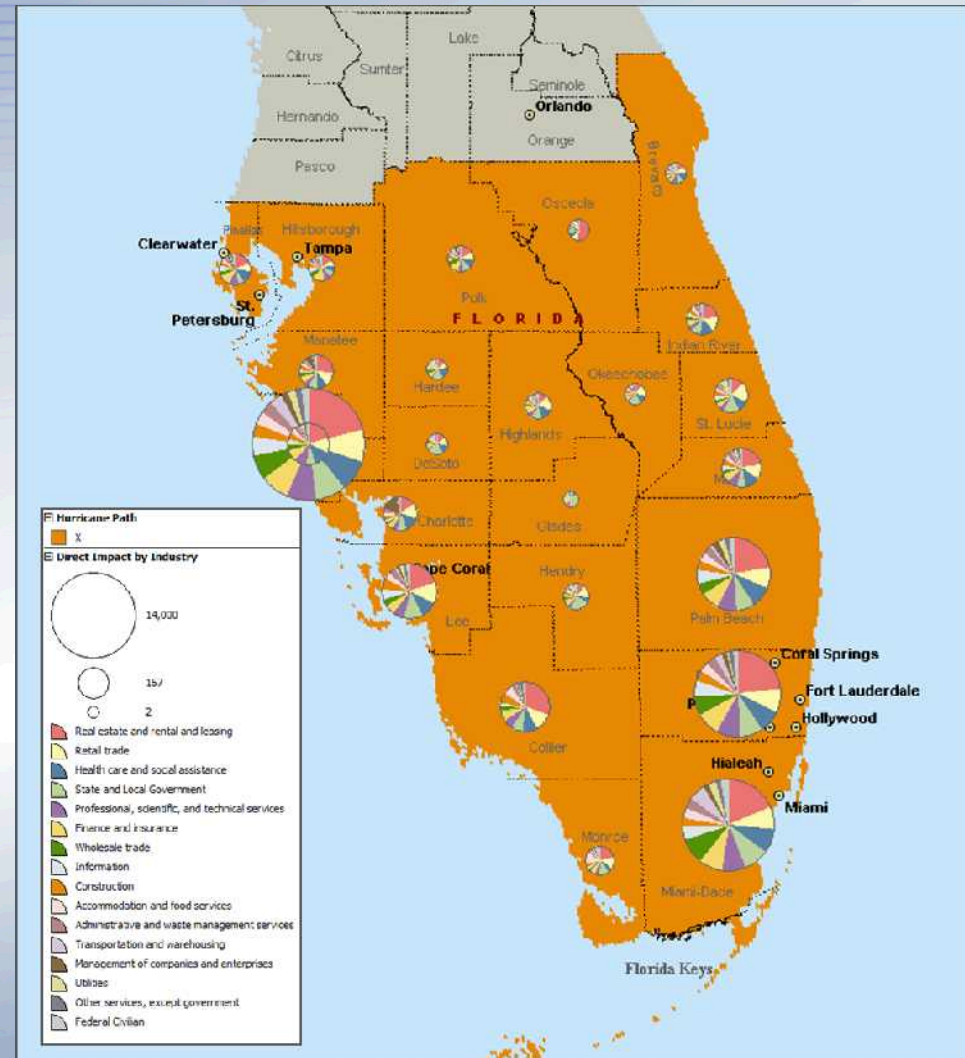 Lake
Citrus
Sumter
Seminole
Orlando
Hernando
Orange
Pasco
Brevard
Osceola
Pinellas
Hillsborough
Clearwater
Tampa
Polk
St.
Petersburg
FLORIDA
Manatee
Indian River
Hardee
Okeechobee
Highlands
St. Lucie
DeSoto
Charlotte
Glades
Hendry
Cape Coral
Lee
Palm Beach
Coral Springs
Fort Lauderdale
P
Hollywood
Collier
Hialeah
Miami
Monroe
Miami-Dade
Florida Keys
Hurricane Path
X
Direct Impact by Industry
14,000
167
2
Real estate and rental and leasing
Retail trade
Health care and social assistance
State and Local Government
Professional, scientific, and technical services
Finance and insurance
Wholesale trade
Information
Construction
Accommodation and food services
Administrative and waste management services
Transportation and warehousing
Management of companies and enterprises
Utilities
Other services, except government
Federal Civilian